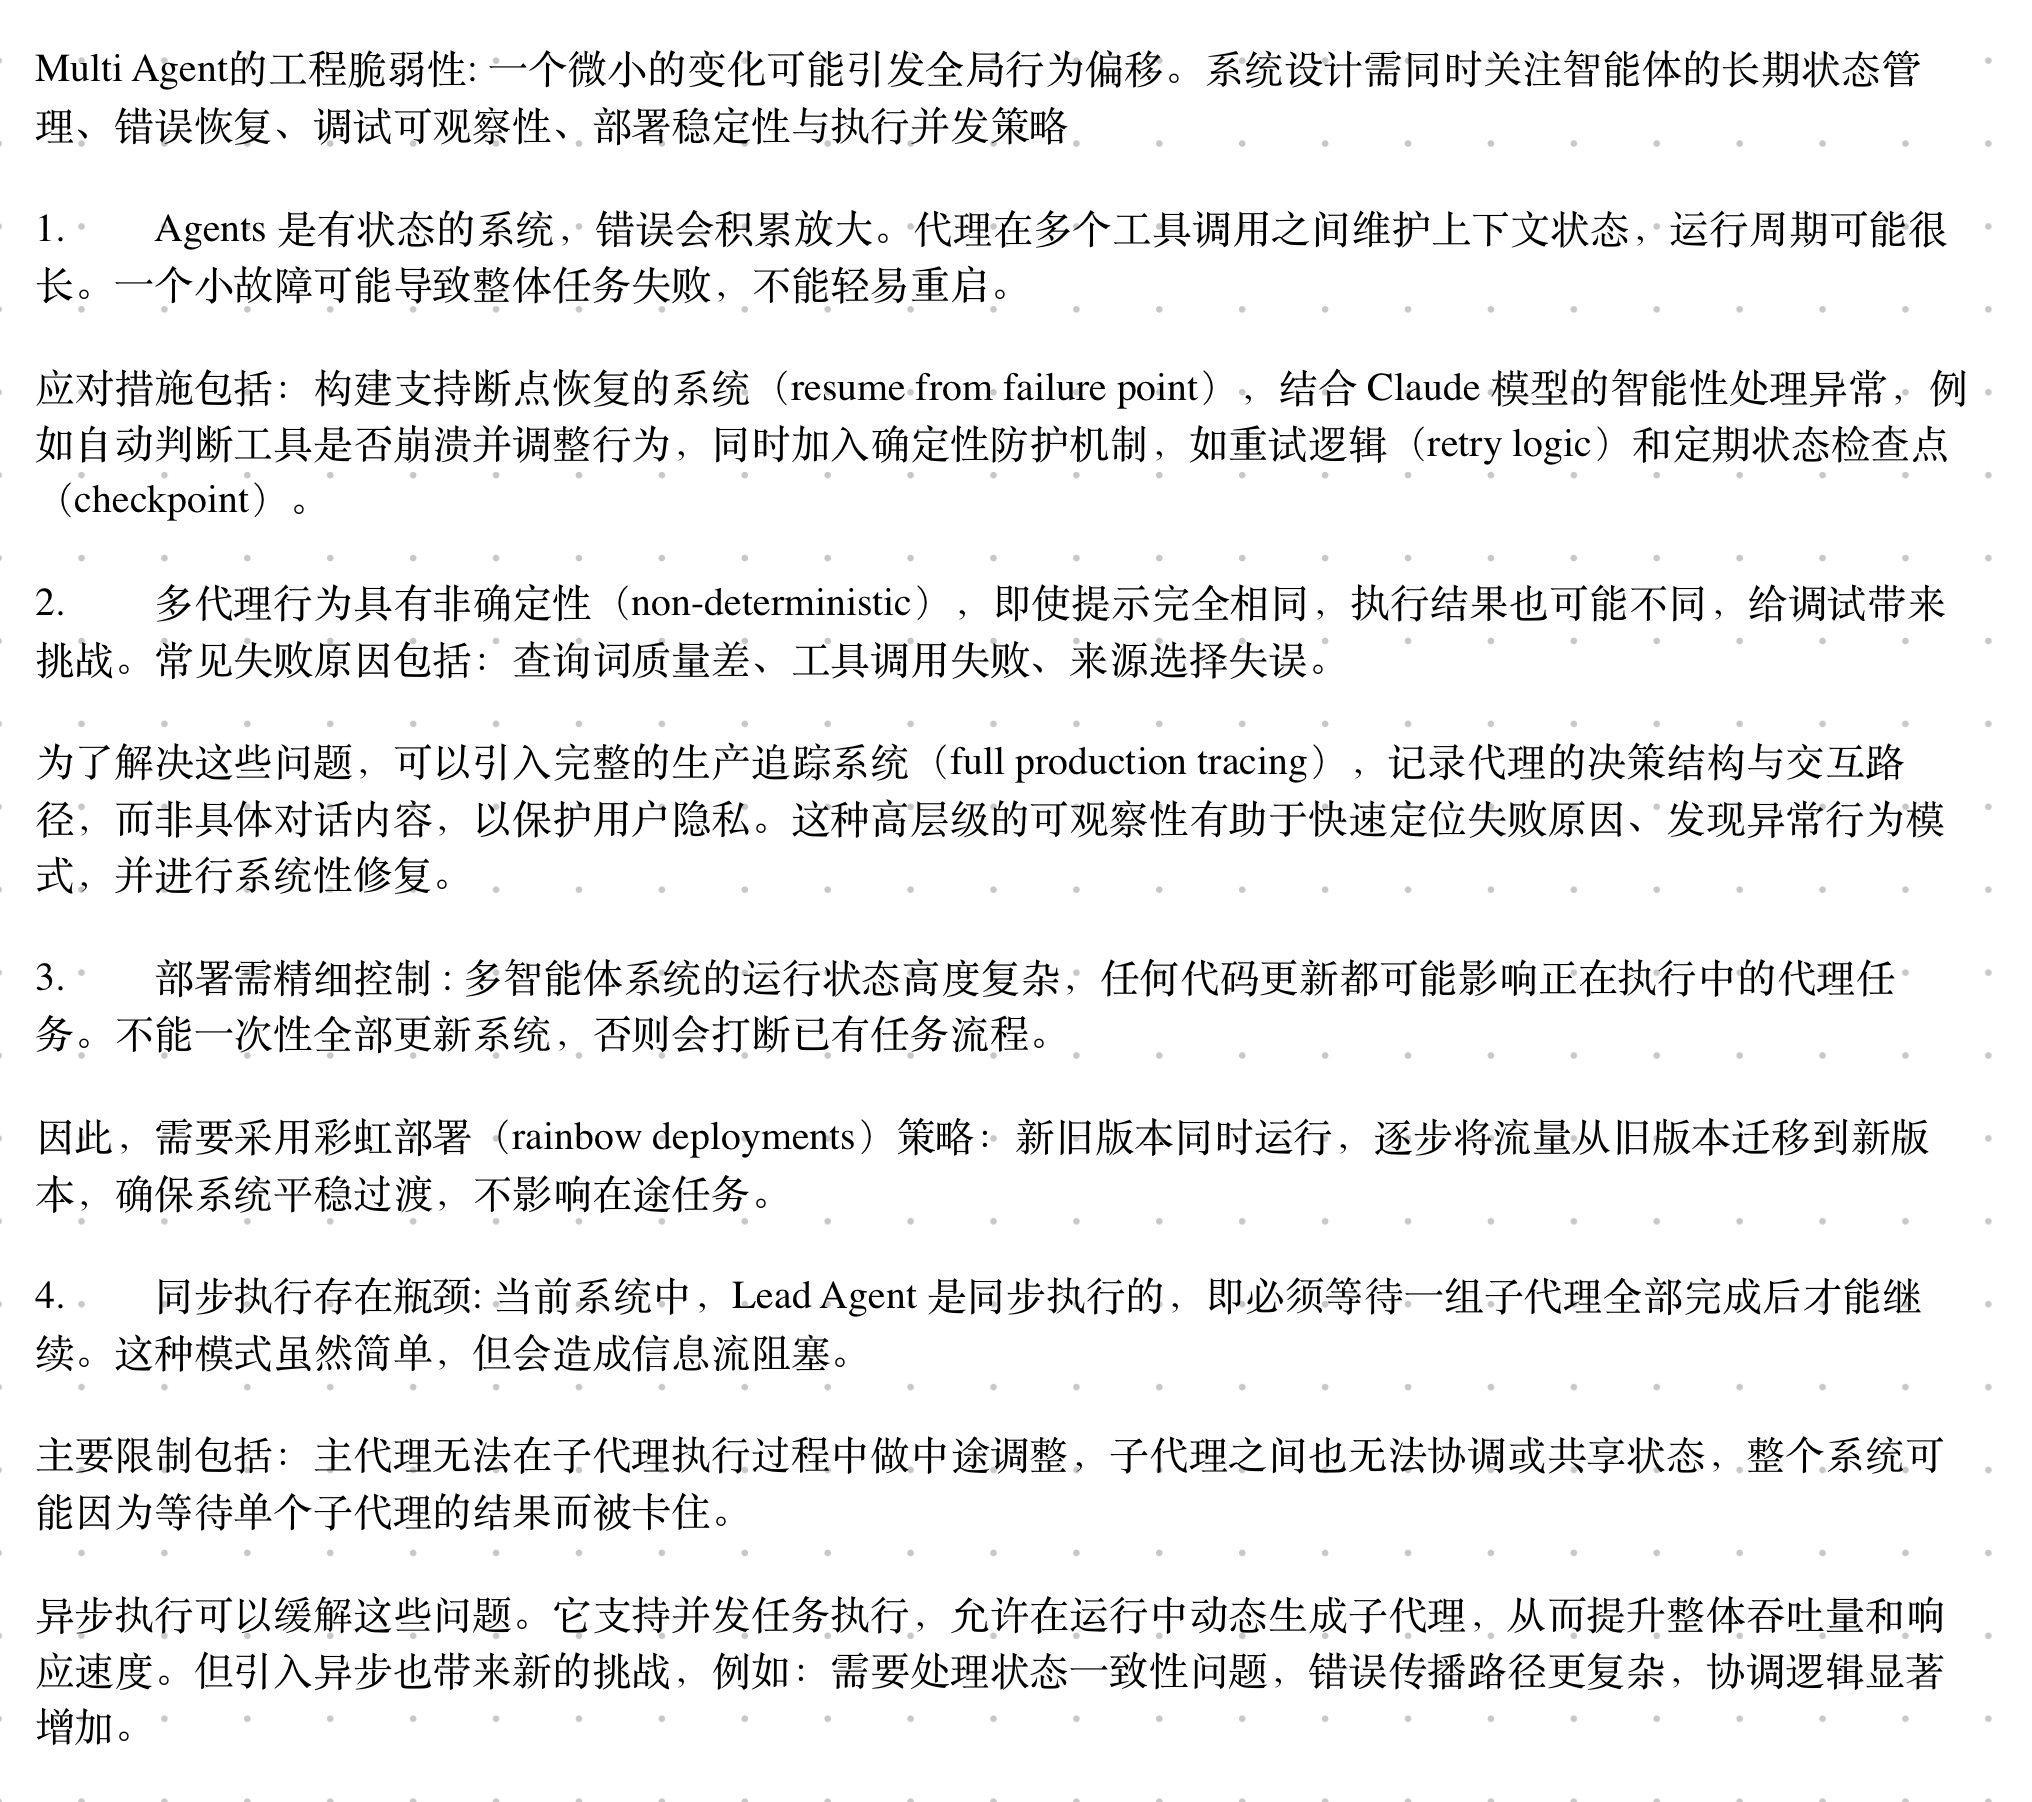 Multi Agent的工程脆弱性: 一个微小的变化可能引发全局行为偏移。系统设计需同时关注智能体的长期状态管
理、错误恢复、调试可观察性、部署稳定性与执行并发策略
1. Agents 是有状态的系统，错误会积累放大。代理在多个工具调用之间维护上下文状态，运行周期可能很
长。一个小故障可能导致整体任务失败，不能轻易重启。
应对措施包括：构建支持断点恢复的系统（resume from failure point），结合 Claude 模型的智能性处理异常，例
如自动判断工具是否崩溃并调整行为，同时加入确定性防护机制，如重试逻辑（retry logic）和定期状态检查点
（checkpoint）。
2. 多代理行为具有非确定性（non-deterministic），即使提示完全相同，执行结果也可能不同，给调试带来
挑战。常见失败原因包括：查询词质量差、工具调用失败、来源选择失误。
为了解决这些问题，可以引入完整的生产追踪系统（full production tracing），记录代理的决策结构与交互路
径，而非具体对话内容，以保护用户隐私。这种高层级的可观察性有助于快速定位失败原因、发现异常行为模
式，并进行系统性修复。
3. 部署需精细控制 : 多智能体系统的运行状态高度复杂，任何代码更新都可能影响正在执行中的代理任
务。不能一次性全部更新系统，否则会打断已有任务流程。
因此，需要采用彩虹部署（rainbow deployments）策略：新旧版本同时运行，逐步将流量从旧版本迁移到新版
本，确保系统平稳过渡，不影响在途任务。
4. 同步执行存在瓶颈: 当前系统中，Lead Agent 是同步执行的，即必须等待一组子代理全部完成后才能继
续。这种模式虽然简单，但会造成信息流阻塞。
主要限制包括：主代理无法在子代理执行过程中做中途调整，子代理之间也无法协调或共享状态，整个系统可
能因为等待单个子代理的结果而被卡住。
异步执行可以缓解这些问题。它支持并发任务执行，允许在运行中动态生成子代理，从而提升整体吞吐量和响
应速度。但引入异步也带来新的挑战，例如：需要处理状态一致性问题，错误传播路径更复杂，协调逻辑显著
增加。